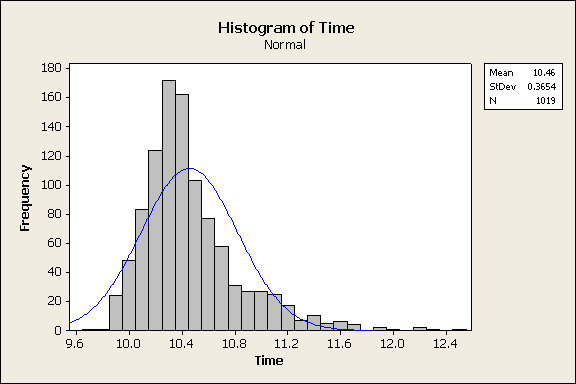 Histogram of Time
Normal
Mean 10.46
StDev 0.3654
N 1019
180
160
140
120
100
80
60
40
20
0
Frequency
9.6 10.0 10.4 10.8 11.2 11.6 12.0 12.4
Time